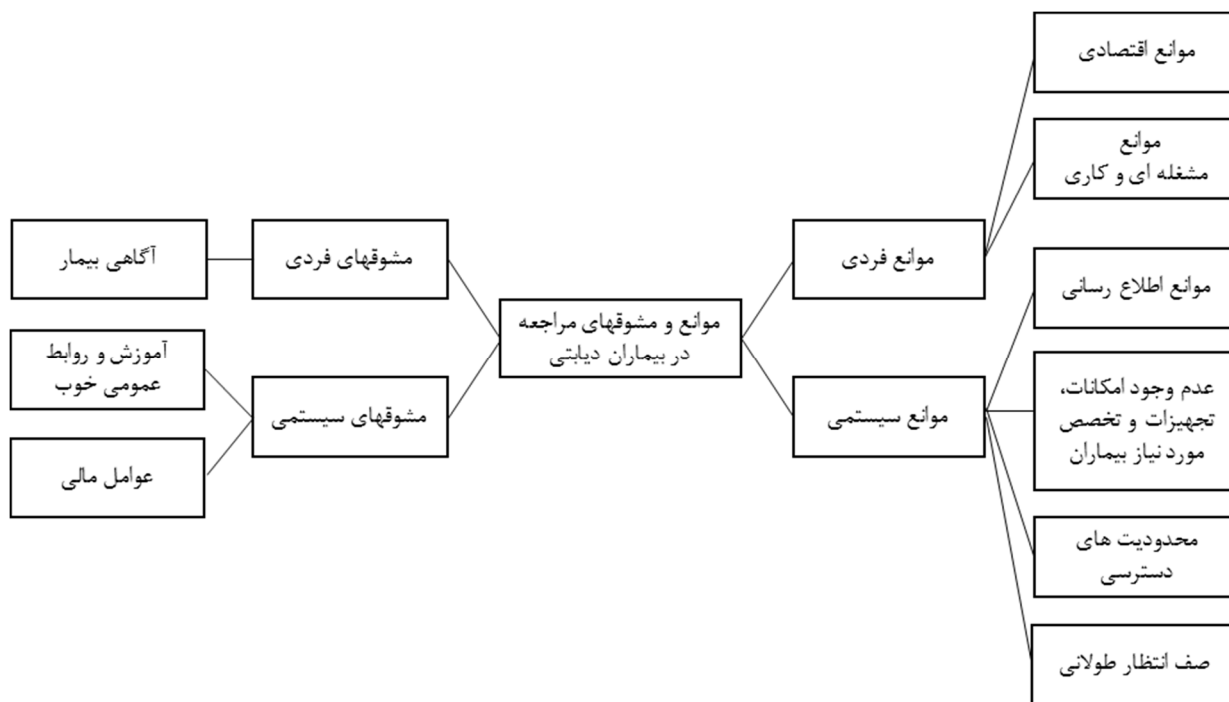 موانع اقتصادی
موانع
مشغله ای و کاری
موانع فردی
مشوقهای فردی
آگاهی بیمار
موانع اطلاع رسانی
موانع و مشوقهای مراجعه
در بیماران دیابتی
آموزش و روابط
عمومی خوب
موانع سیستمی
مشوقهای سیستمی
عدم وجود امکانات،
تجهیزات و تخصص
مورد نیاز بیماران
عوامل مالی
محدودیت های
دسترسی
صف انتظار طولانی